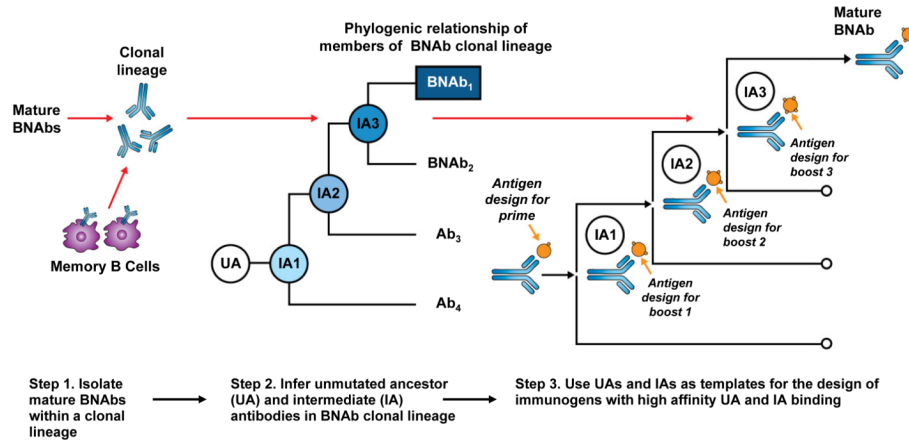 Clonal
lineage
Mature
BNAbs
Memory B Cells
Phylogenic relationship of
members of BNAb clonal lineage
BNAb1
IA3
BNAb2
IA2
Ab3
UA
IA1
Ab4
Mature
BNAb
IA3
Antigen
design for
boost 3
IA2
Antigen
design for
boost 2
Antigen
design for
prime
IA1
Antigen
design for
boost 1
Step 1. Isolate
mature BNAbs
within a clonal
lineage
Step 2. Infer unmutated ancestor
(UA) and intermediate (IA)
antibodies in BNAb clonal lineage
Step 3. Use UAs and IAs as templates for the design of
immunogens with high affinity UA and IA binding